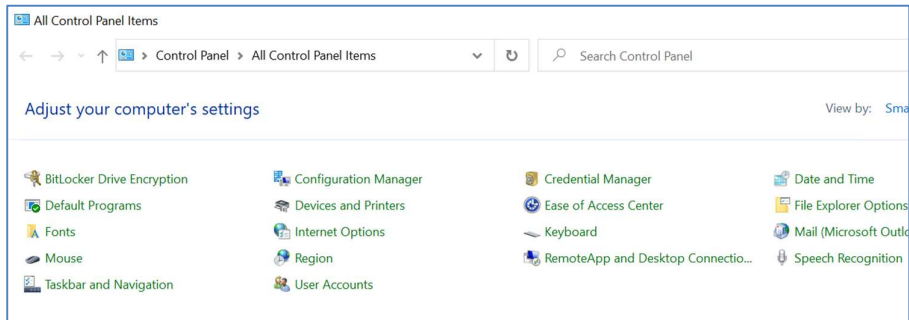 All Control Panel Items
Control Panel > All Control Panel Items
Search Control Panel
Adjust your computer's settings
View by:
BitLocker Drive Encryption Configuration Manager Credential Manager Date and Time
Default Programs Devices and Printers Ease of Access Center File Explorer Options
Fonts Internet Options Keyboard Mail (Microsoft
Mouse Region RemoteApp and Desktop Connectio... Speech Recognition
Taskbar and Navigation User Accounts